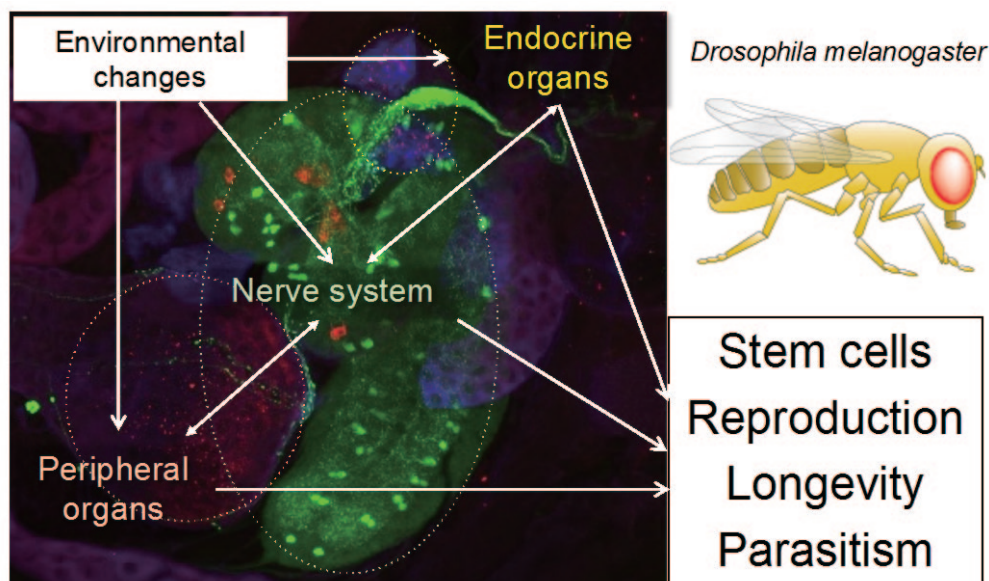 Environmental
changes
Endocrine
organs
Drosophila melanogaster
Nerve system
Peripheral
organs
Stem cells
Reproduction
Longevity
Parasitism